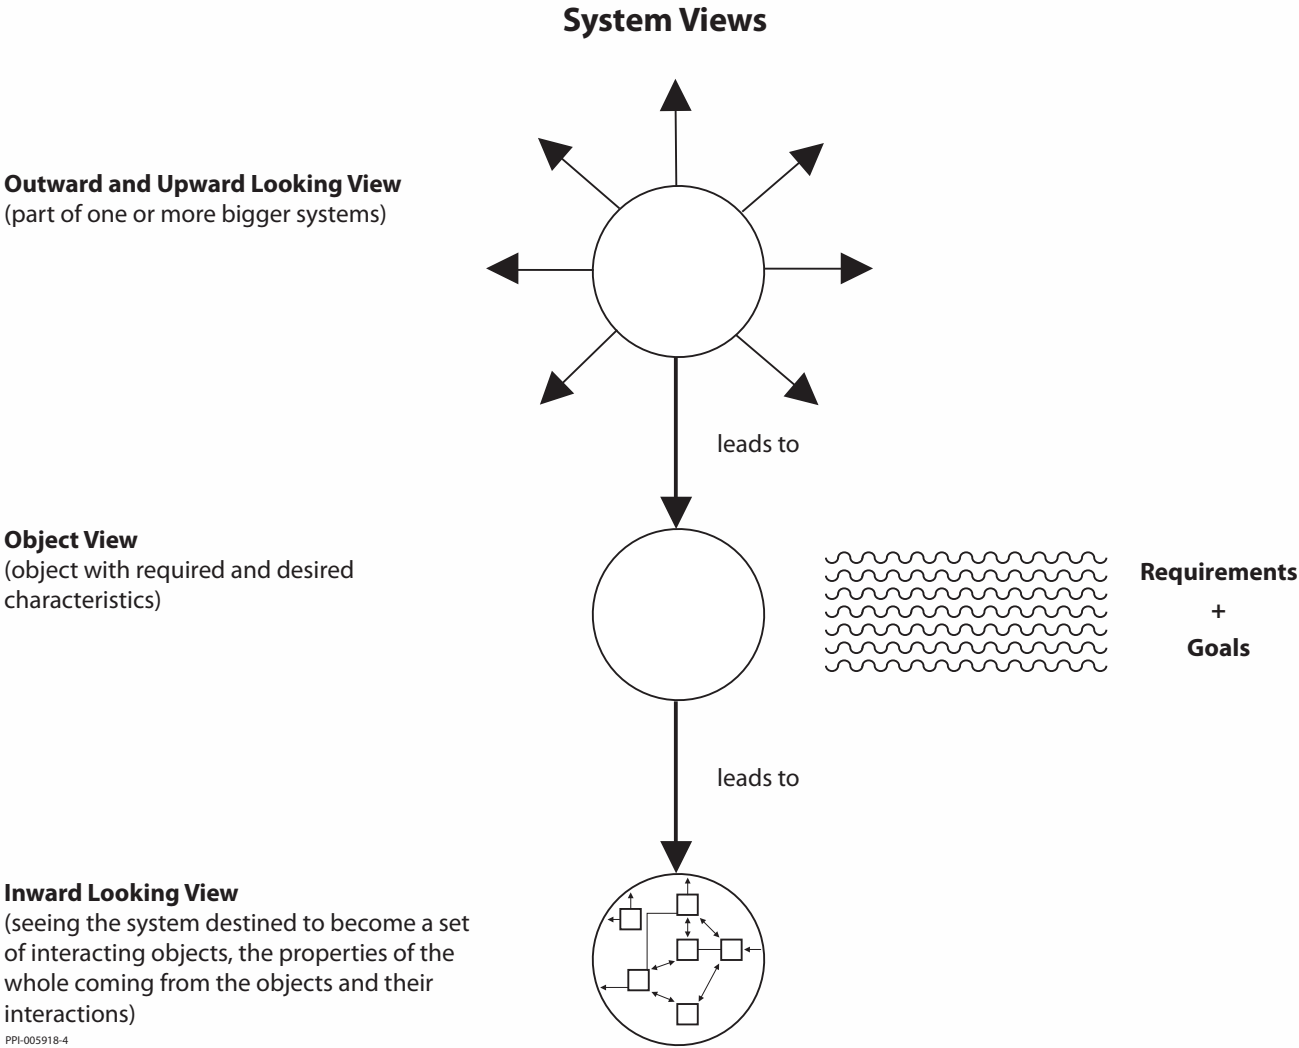 System Views
Outward and Upward Looking View
(part of one or more bigger systems)
leads to
Object View
(object with required and desired
characteristics)
Requirements
+
Goals
leads to
Inward Looking View
(seeing the system destined to become a set
of interacting objects, the properties of the
whole coming from the objects and their
interactions)
PPI-005918-4